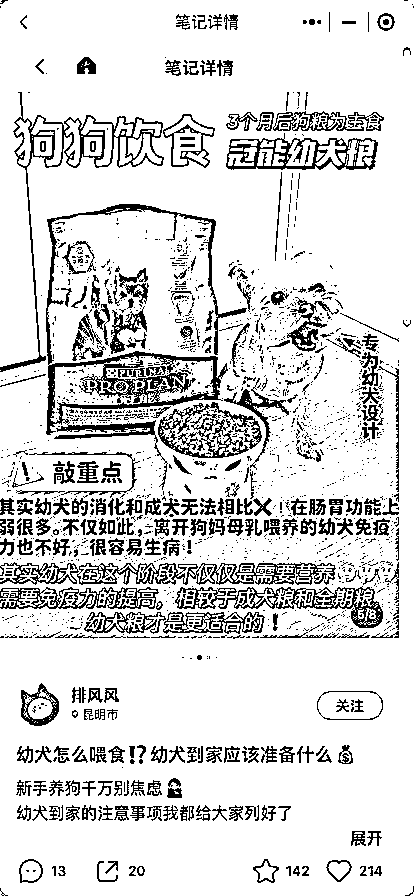 笔记详情
笔记详情
狗狗饮食
3个月后狗粮为主食
冠能幼犬粮
PURINA
PRO PLAN
专为幼犬设计
敲重点
其实幼犬的消化和成犬无法相比❌！在肠胃功能上
弱很多。不仅如此，离开狗妈母乳喂养的幼犬免疫
力也不好，很容易生病！
其实幼犬在这个阶段不仅仅是需要营养
需要免疫力的提高，相较于成犬粮和全期粮，
幼犬粮才是更适合的！
排风风
昆明市
关注
幼犬怎么喂食⁉️幼犬到家应该准备什么💰
新手养狗千万别焦虑
幼犬到家的注意事项我都给大家列好了
展开
13
20
142
214